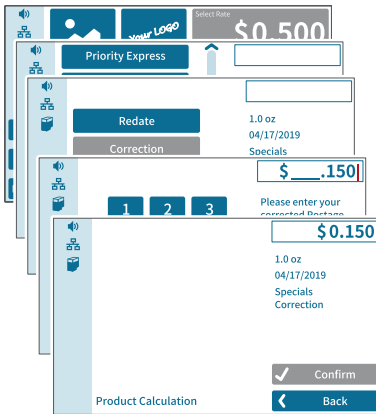 Select Rate
your LOGO
$0.500
Priority Express
Redate
Correction
1.0 oz
04/17/2019
Specials
$ ___.150
1 2 3
Please enter your
corrected Postage
$0.150
1.0 oz
04/17/2019
Specials
Correction
Confirm
Product Calculation
Back